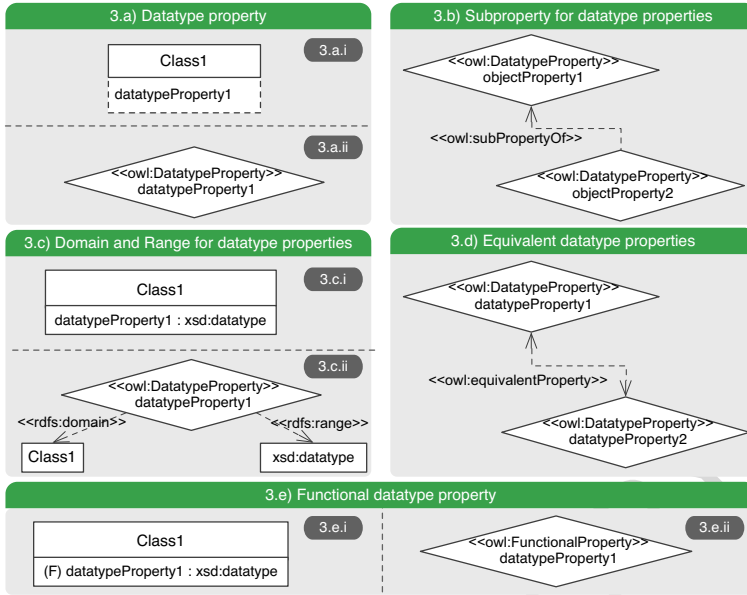 3.a) Datatype property
3.a.i
Class1
datatypeProperty1
3.a.ii
<<owl:DatatypeProperty>>
datatypeProperty1
3.b) Subproperty for datatype properties
<<owl:DatatypeProperty>>
objectProperty1
<<owl:subPropertyOf>>
<<owl:DatatypeProperty>>
objectProperty2
3.c) Domain and Range for datatype properties
3.c.i
Class1
datatypeProperty1 : xsd:datatype
3.c.ii
<<owl:DatatypeProperty>>
datatypeProperty1
<<rdfs:domain>>
<<rdfs:range>>
Class1
xsd:datatype
3.d) Equivalent datatype properties
<<owl:DatatypeProperty>>
datatypeProperty1
<<owl:equivalentProperty>>
<<owl:DatatypeProperty>>
datatypeProperty2
3.e) Functional datatype property
3.e.i
Class1
(F) datatypeProperty1 : xsd:datatype
3.e.ii
<<owl:FunctionalProperty>>
datatypeProperty1